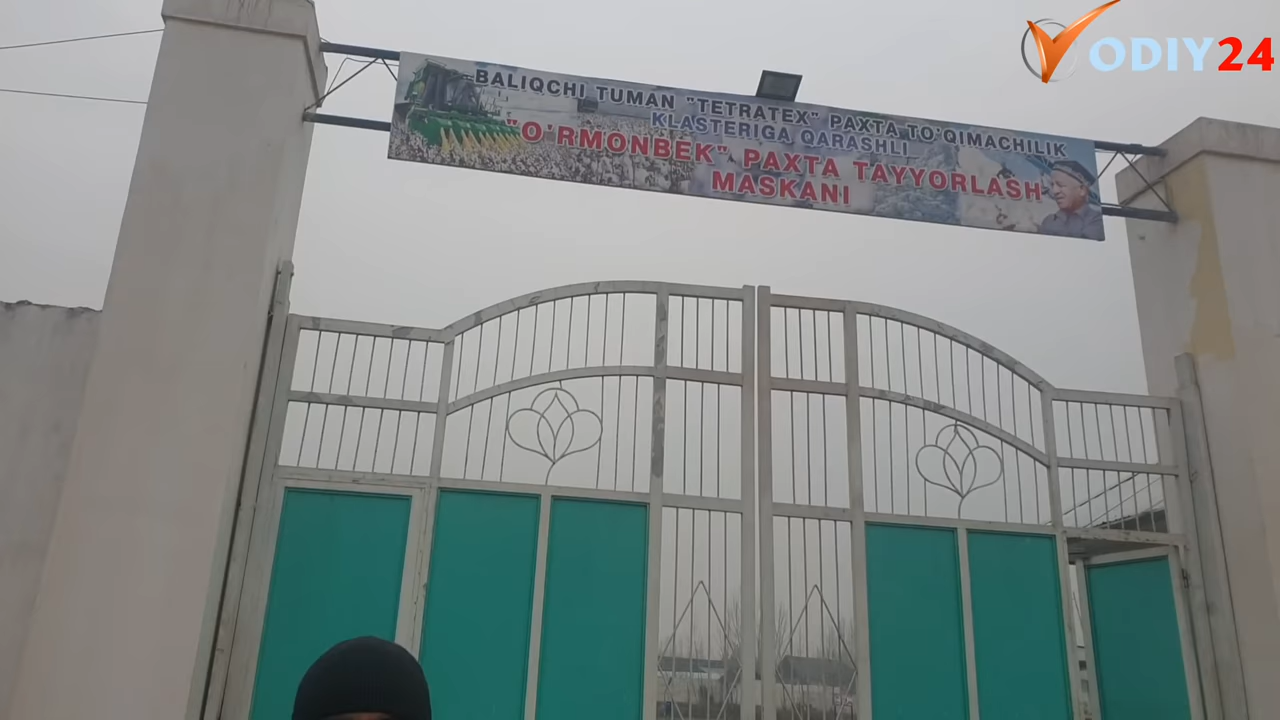 BALIQCHI TUMAN "TETRATEX" PAXTA TO'QIMACHILIK
KLASTERIGA QARASHLI
"O'RMONBEK" PAXTA TAYYORLASH
MASKANI
VODIY24